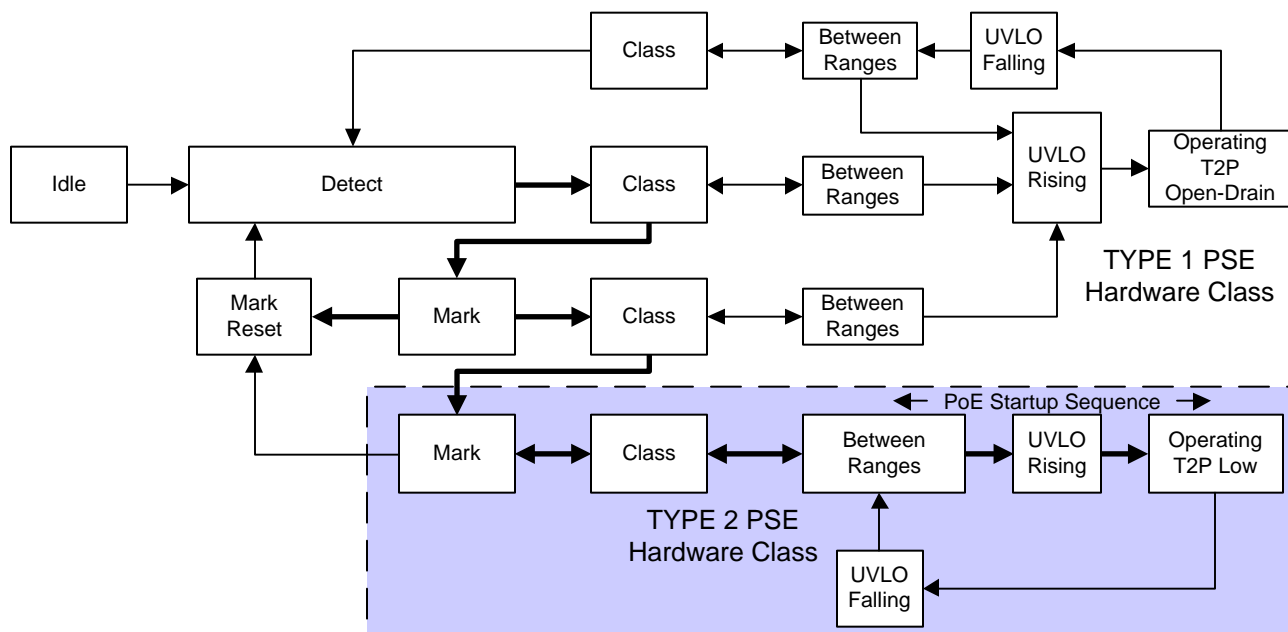 Class
Between
Ranges
UVLO
Falling
Idle
Detect
Class
Between
Ranges
UVLO
Rising
Operating
T2P
Open-Drain
TYPE 1 PSE
Hardware Class
Mark
Reset
Mark
Class
Between
Ranges
PoE Startup Sequence
Mark
Class
Between
Ranges
UVLO
Rising
Operating
T2P Low
TYPE 2 PSE
Hardware Class
UVLO
Falling